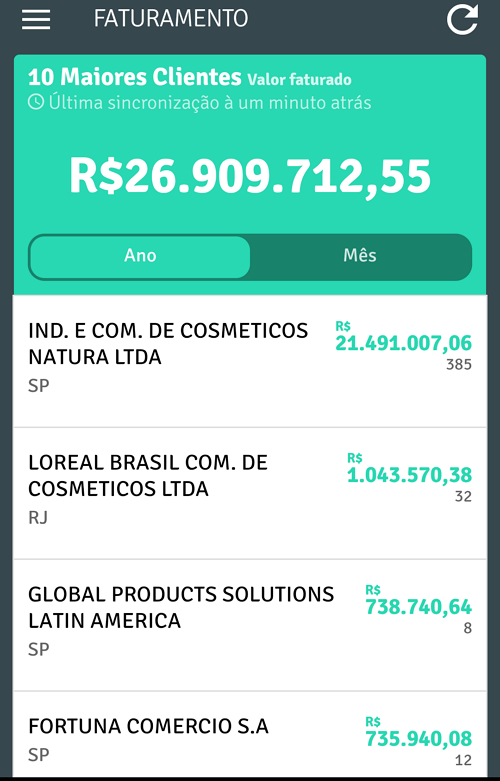 FATURAMENTO
10 Maiores Clientes Valor faturado
Última sincronização à um minuto atrás
R$26.909.712,55
Ano Mês
IND. E COM. DE COSMETICOS
NATURA LTDA
SP
R$
21.491.007,06
385
LOREAL BRASIL COM. DE
COSMETICOS LTDA
RJ
R$
1.043.570,38
32
GLOBAL PRODUCTS SOLUTIONS
LATIN AMERICA
SP
R$
738.740,64
8
FORTUNA COMERCIO S.A
SP
R$
735.940,08
12